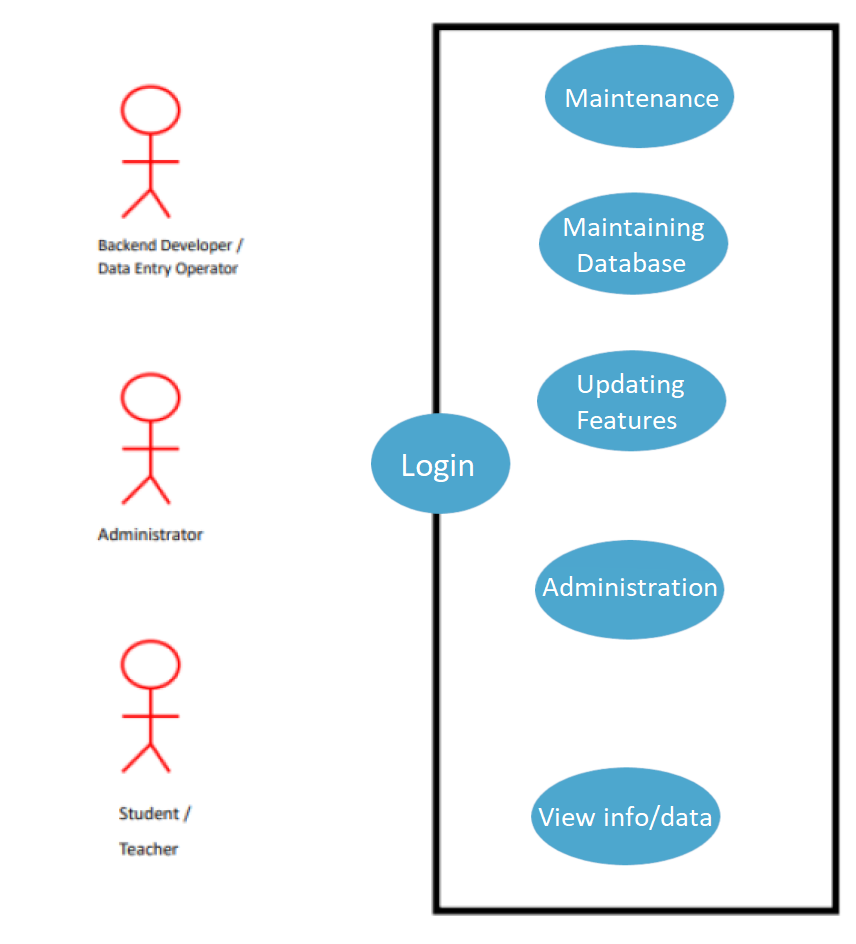 Maintenance
Backend Developer /
Data Entry Operator
Maintaining
Database
Updating
Features
Login
Administrator
Administration
Student /
Teacher
View info/data